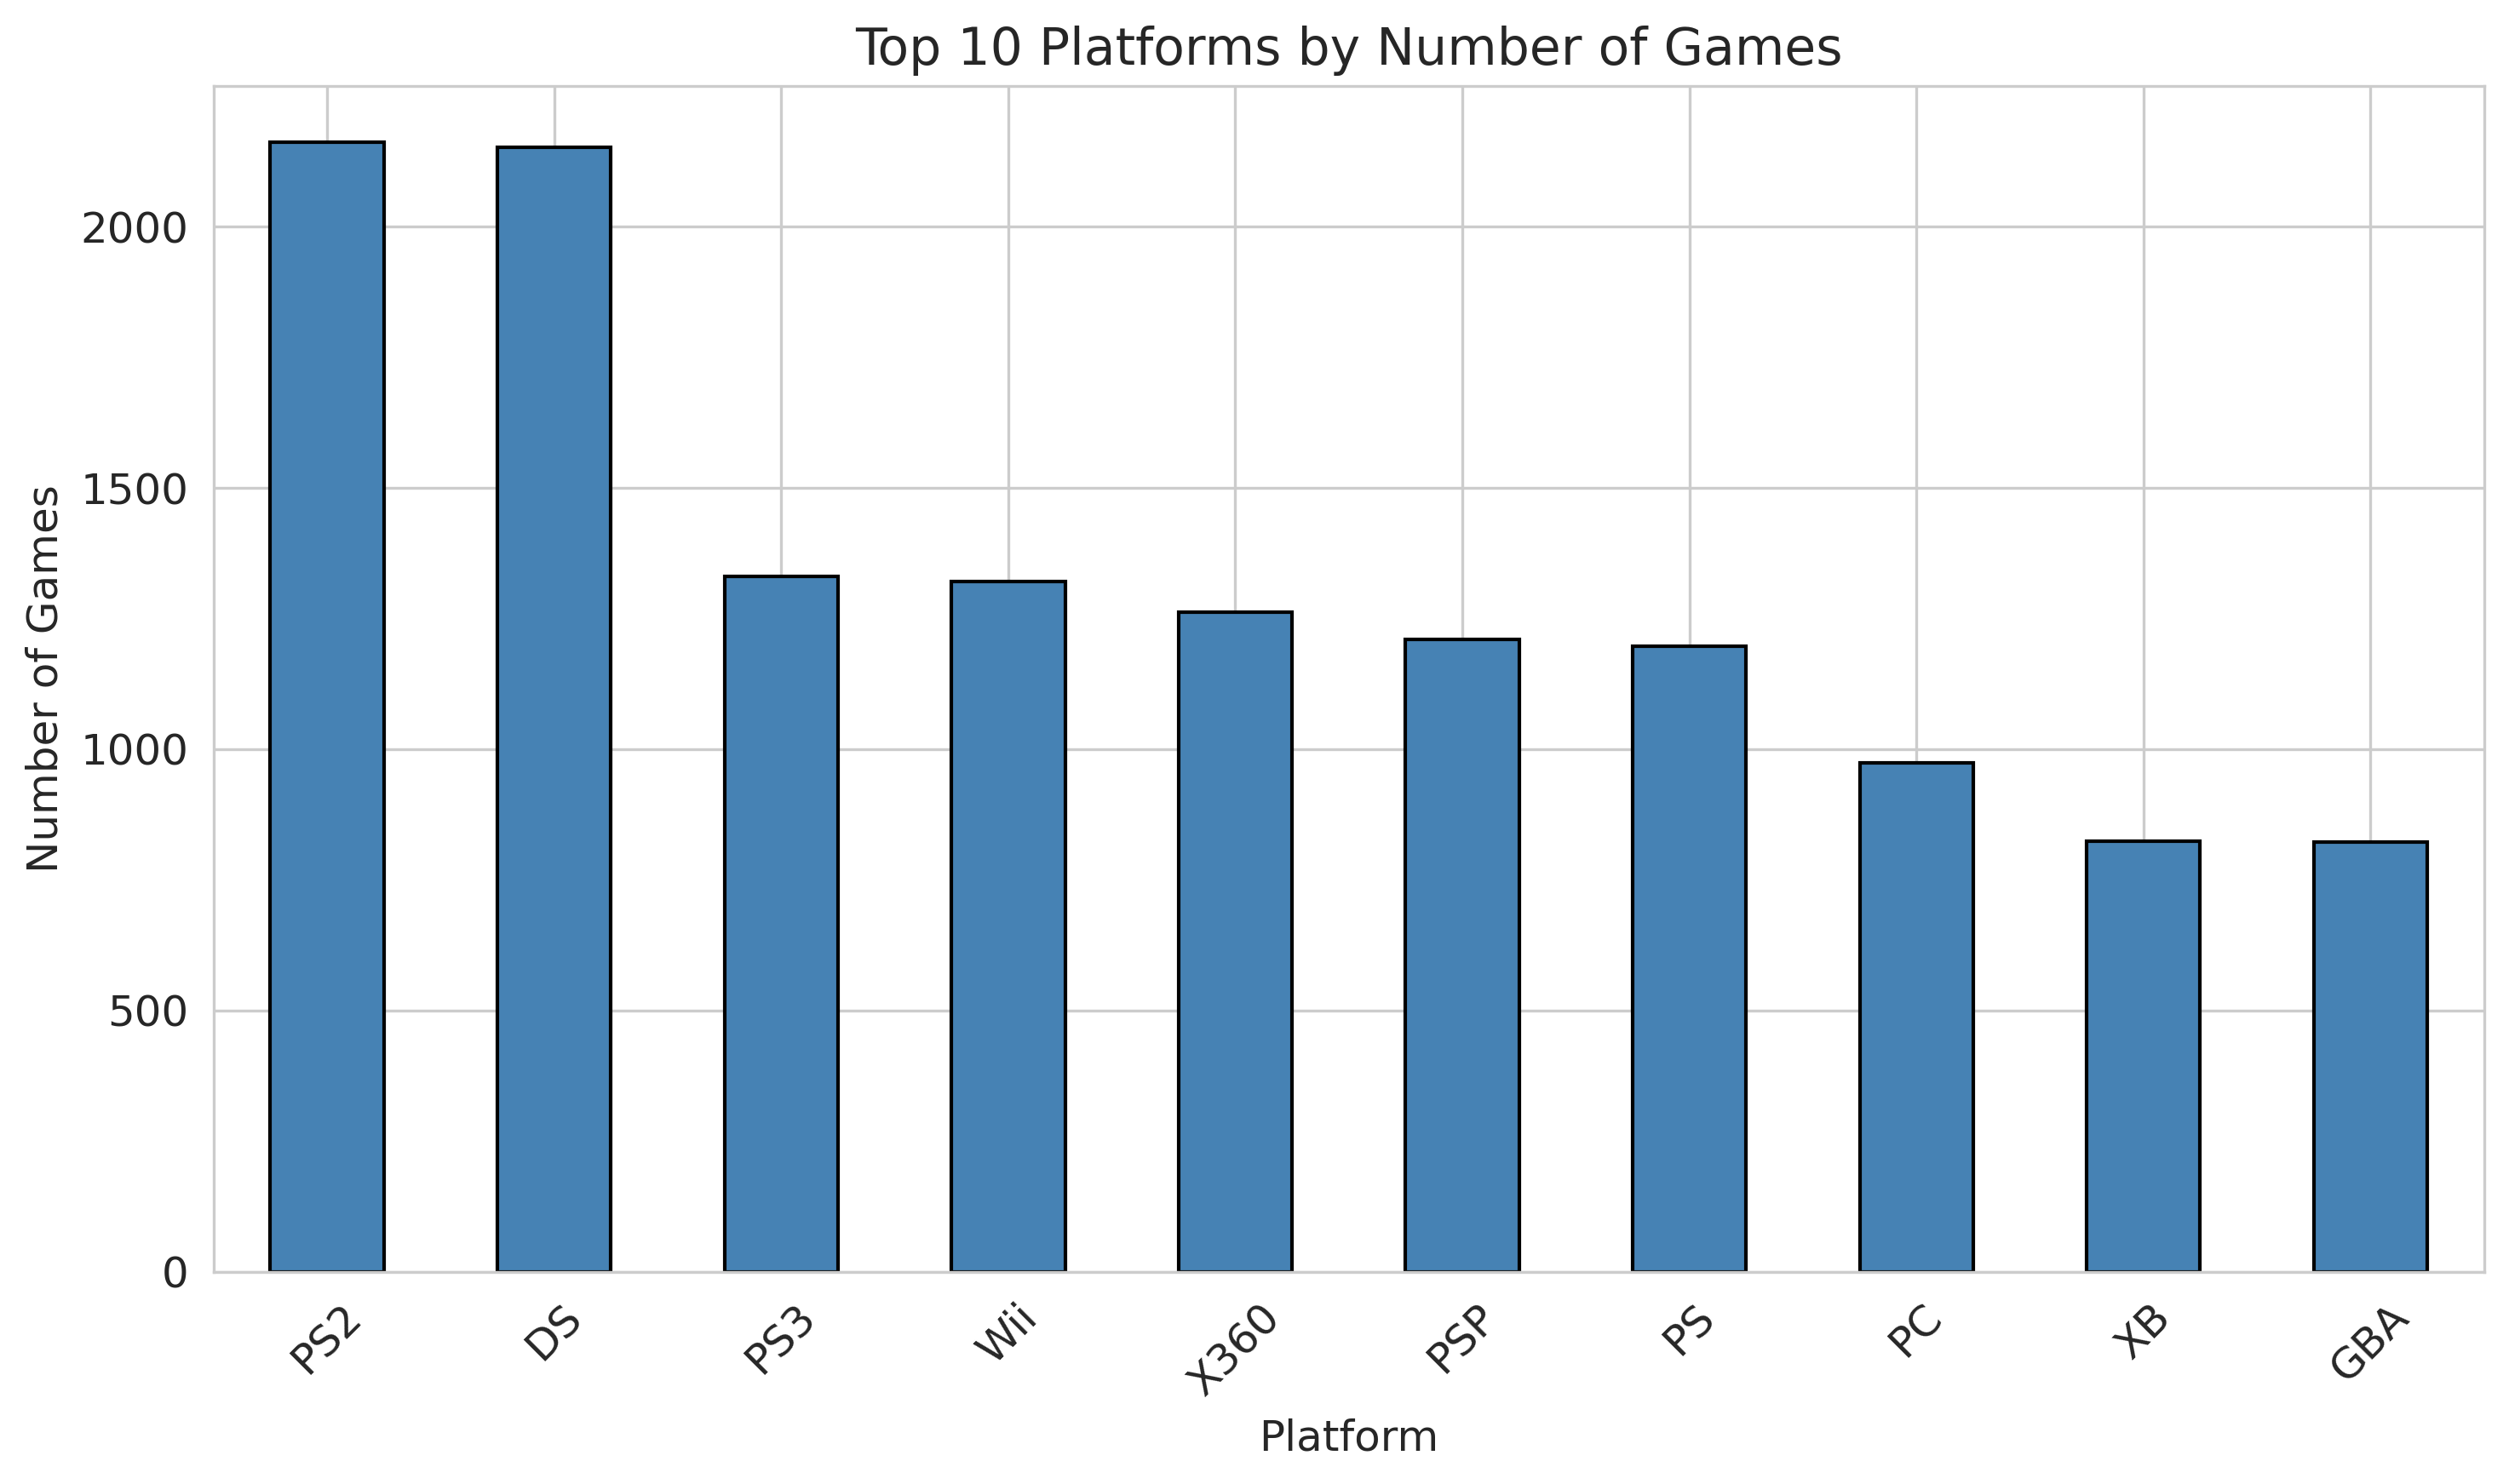 Top 10 Platforms by Number of Games
Number of Games
2000
1500
1000
500
0
PS2
DS
PS3
Wii
X360
PSP
PS
PC
XB
GBA
Platform